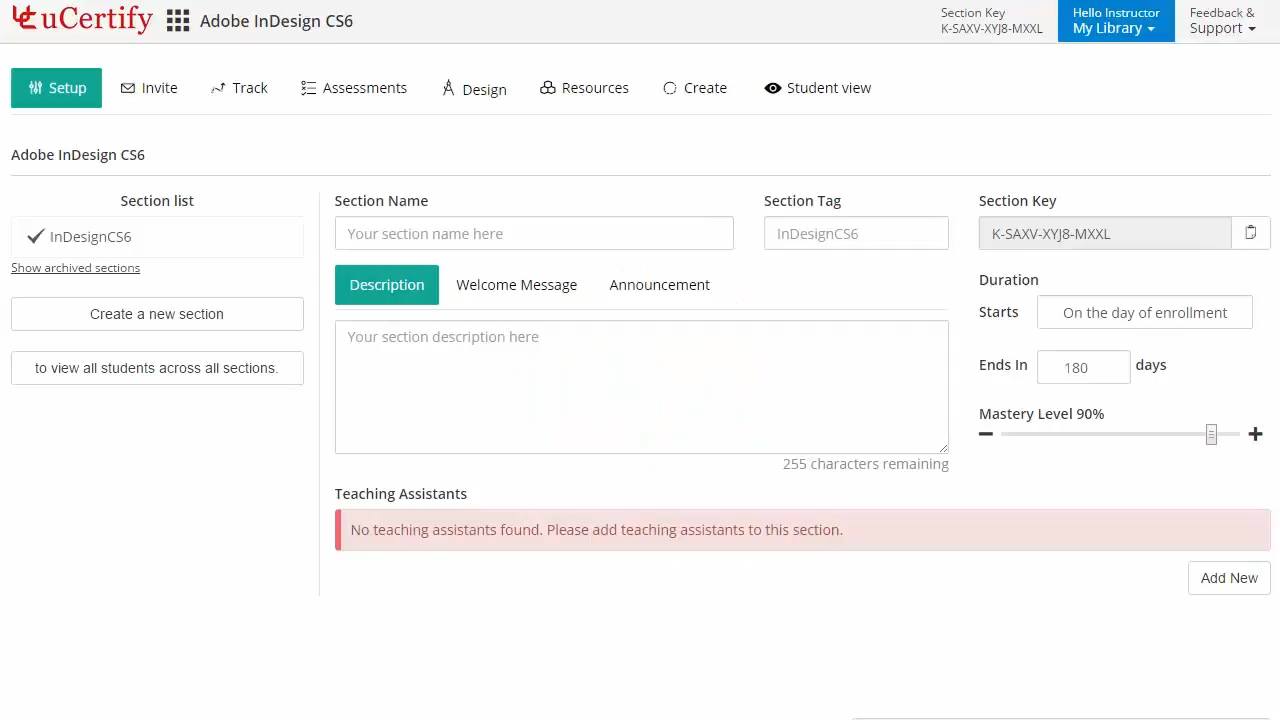 uCertify
Adobe InDesign CS6
Section Key
K-SAXV-XYJ8-MXXL
Hello Instructor
My Library
Feedback &
Support
Setup
Invite
Track
Assessments
Design
Resources
Create
Student view
Adobe InDesign CS6
Section list
InDesignCS6
Show archived sections
Create a new section
to view all students across all sections.
Section Name
Your section name here
Section Tag
InDesignCS6
Section Key
K-SAXV-XYJ8-MXXL
Description
Welcome Message
Announcement
Your section description here
255 characters remaining
Duration
Starts
On the day of enrollment
Ends In
180
days
Mastery Level 90%
Teaching Assistants
No teaching assistants found. Please add teaching assistants to this section.
Add New